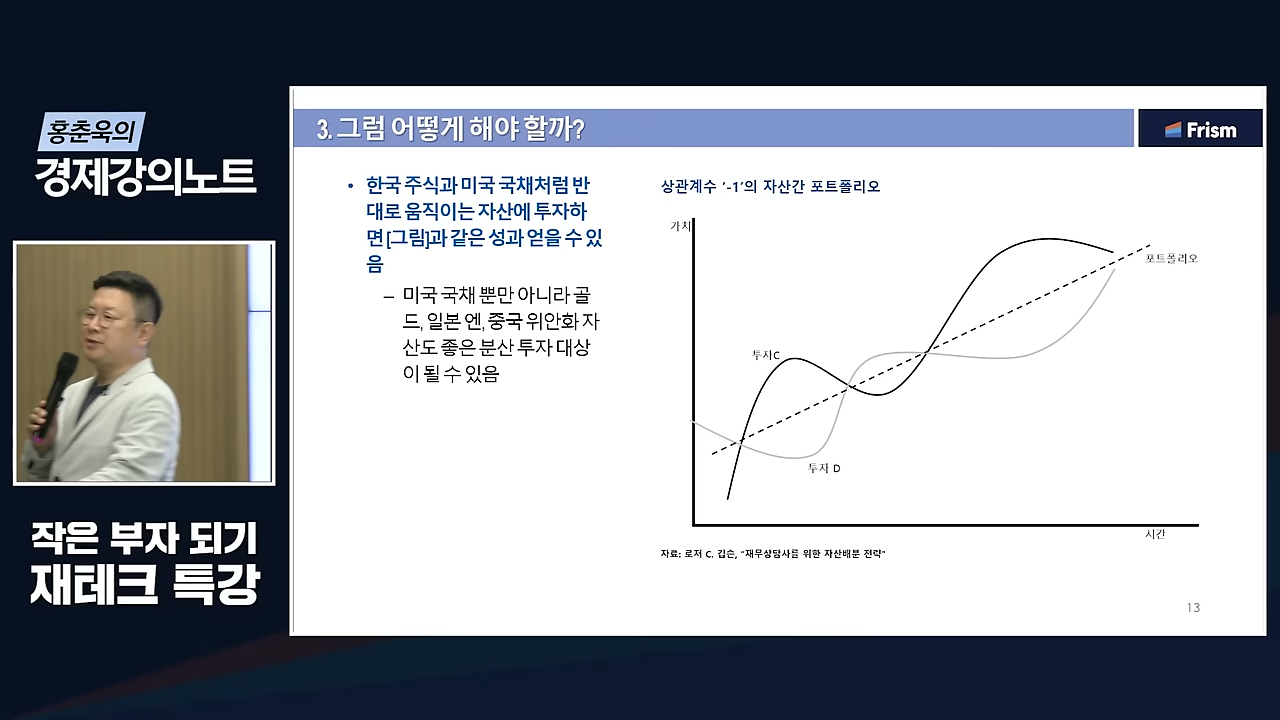 홍춘욱의
경제강의노트
작은 부자 되기
재테크 특강
3. 그럼 어떻게 해야 할까?
Frism
• 한국 주식과 미국 국채처럼 반
대로 움직이는 자산에 투자하
면 [그림]과 같은 성과 얻을 수 있
음
– 미국 국채 뿐만 아니라 골
드, 일본 엔, 중국 위안화 자
산도 좋은 분산 투자 대상
이 될 수 있음
상관계수 '-1'의 자산간 포트폴리오
가치
포트폴리오
투자C
투자 D
시간
자료: 로저 C. 깁슨, "재무상담사를 위한 자산배분 전략"
13